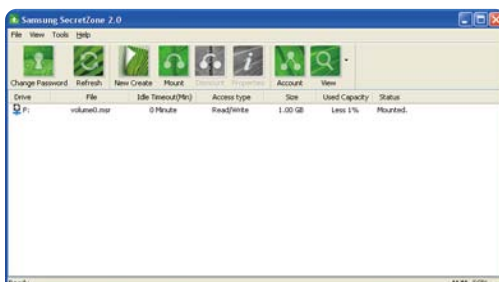 Samsung SecretZone 2.0
File View Tools Help
Change Password Refresh New Create Mount Dismount Properties Account View
Drive File Idle Timeout(Min) Access type Size Used Capacity Status
F: volume0.msr 0 Minute Read/Write 1.00 GB Less 1% Mounted.